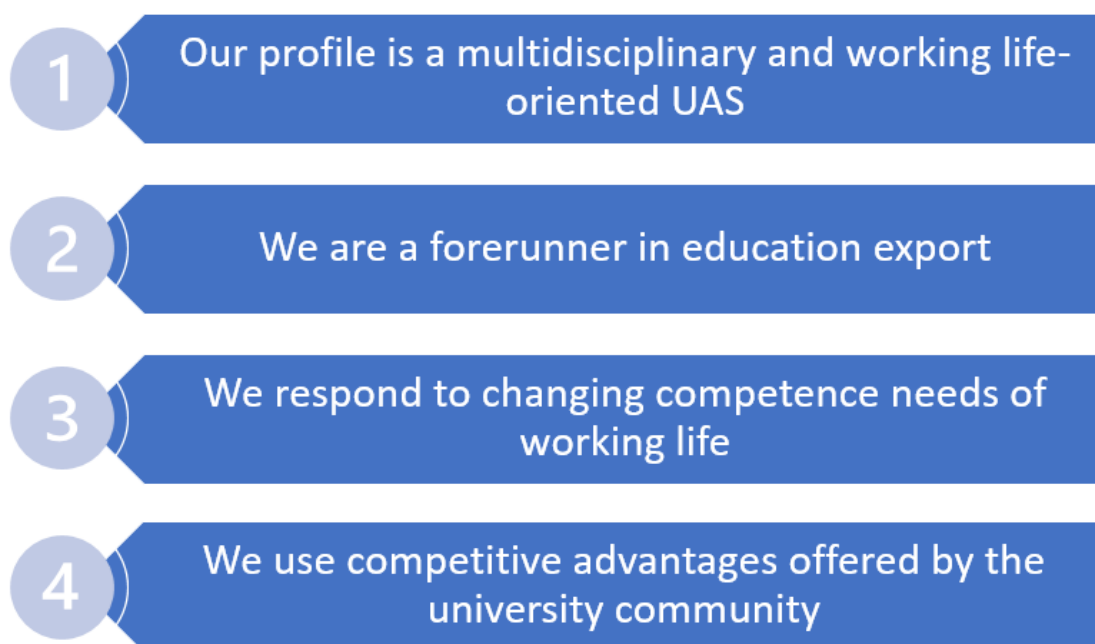 1
Our profile is a multidisciplinary and working life-
oriented UAS
2
We are a forerunner in education export
3
We respond to changing competence needs of
working life
4
We use competitive advantages offered by the
university community